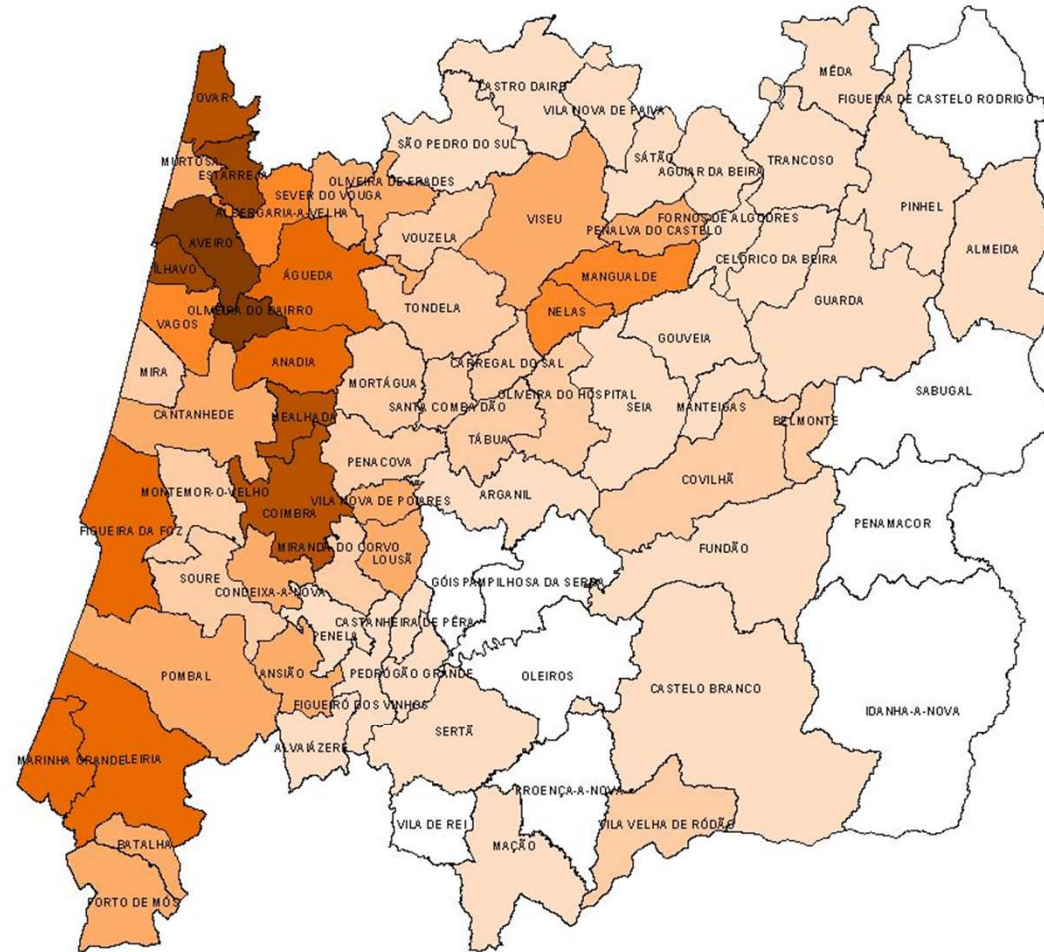 MÊDA
CASTRO DAIRE
OVAR
FIGUEIRA DE CASTELO RODRIGO
VILA NOVA DE PAIVA
SÃO PEDRO DO SUL
SÁTÃO
TRANCOSO
MURTOSA
AGUIAR DA BEIRA
ESTARREJA
OLIVEIRA DE FRADES
SEVER DO VOUGA
PINHEL
ALBERGARIA-A-VELHA
VISEU
FORNOS DE ALGODRES
PENALVA DO CASTELO
VOUZELA
AVEIRO
ALMEIDA
CELORICO DA BEIRA
ÍLHAVO
ÁGUEDA
MANGUALDE
GUARDA
OLIVEIRA DO BAIRRO
TONDELA
NELAS
VAGOS
GOUVEIA
ANADIA
CARREGAL DO SAL
MIRA
MORTÁGUA
SABUGAL
OLIVEIRA DO HOSPITAL
SANTA COMBA DÃO
SEIA
MANTEIGAS
CANTANHEDE
MEALHADA
BELMONTE
TÁBUA
PENACOVA
COVILHÃ
MONTEMOR-O-VELHO
ARGANIL
VILA NOVA DE POIARES
COIMBRA
PENAMACOR
FIGUEIRA DA FOZ
MIRANDA DO CORVO
FUNDÃO
LOUSÃ
SOURE
GÓIS
PAMPILHOSA DA SERRA
CONDEIXA-A-NOVA
CASTANHEIRA DE PÊRA
PENELA
POMBAL
ANSIÃO
PEDRÓGÃO GRANDE
OLEIROS
CASTELO BRANCO
FIGUEIRÓ DOS VINHOS
IDANHA-A-NOVA
SERTÃ
ALVAIÁZERE
MARINHA GRANDE
LEIRIA
PROENÇA-A-NOVA
VILA DE REI
VILA VELHA DE RÓDÃO
BATALHA
MAÇÃO
PORTO DE MÓS